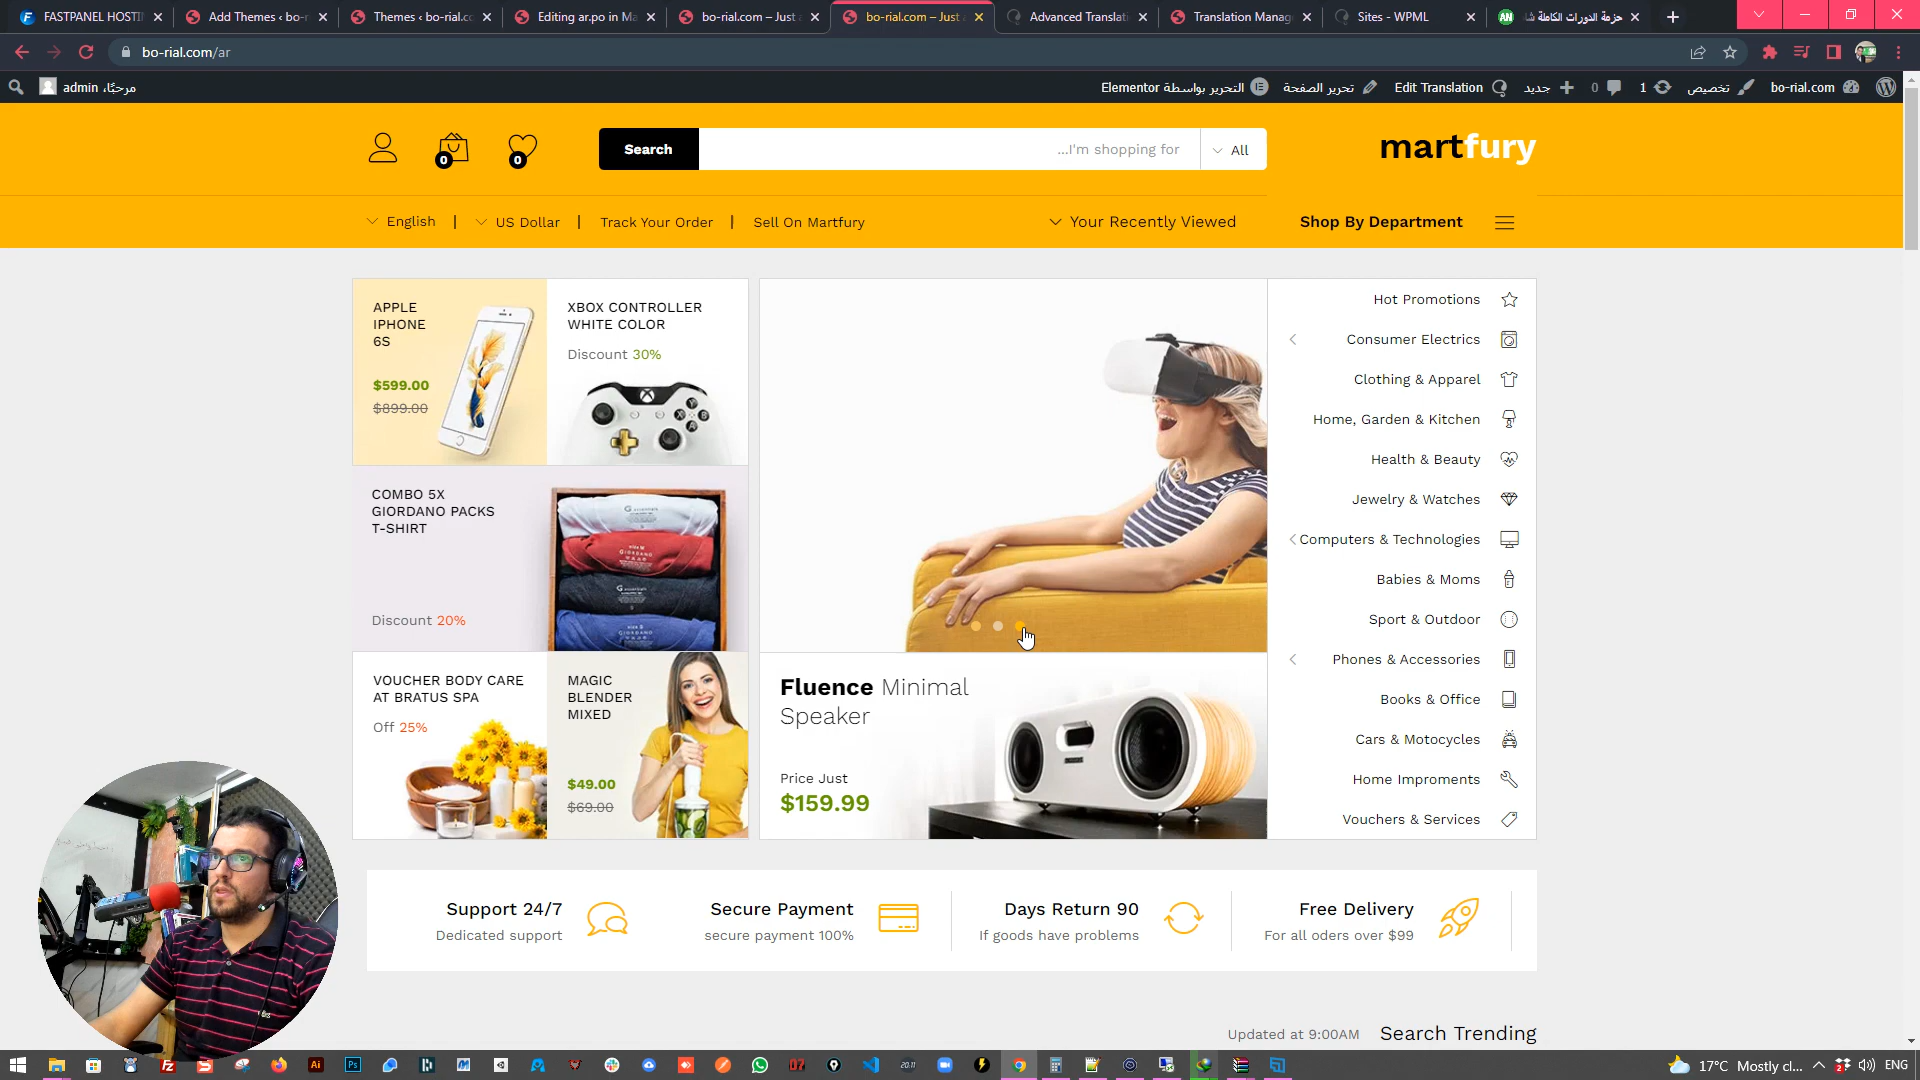 FASTPANEL HOSTI
Add Themes ‹ bo-r
Themes ‹ bo-rial.co
Editing ar.po in Ma
bo-rial.com – Just a
bo-rial.com – Just a
Advanced Translati
Translation Manag
Sites - WPML
حزمة الدورات الكاملة شا
bo-rial.com/ar
مرحبًا، admin
التحرير بواسطة Elementor
تحرير الصفحة
Edit Translation
جديد
0
1
تخصيص
bo-rial.com
0
0
Search
...I'm shopping for
All
martfury
English
US Dollar
Track Your Order
Sell On Martfury
Your Recently Viewed
Shop By Department
APPLE
IPHONE
6S
$599.00
$899.00
XBOX CONTROLLER
WHITE COLOR
Discount 30%
COMBO 5X
GIORDANO PACKS
T-SHIRT
Discount 20%
VOUCHER BODY CARE
AT BRATUS SPA
Off 25%
MAGIC
BLENDER
MIXED
$49.00
$69.00
Fluence Minimal
Speaker
Price Just
$159.99
Hot Promotions
Consumer Electrics
Clothing & Apparel
Home, Garden & Kitchen
Health & Beauty
Jewelry & Watches
Computers & Technologies
Babies & Moms
Sport & Outdoor
Phones & Accessories
Books & Office
Cars & Motocycles
Home Improments
Vouchers & Services
Support 24/7
Dedicated support
Secure Payment
secure payment 100%
Days Return 90
If goods have problems
Free Delivery
For all oders over $99
Updated at 9:00AM
Search Trending
17°C Mostly cl...
ENG